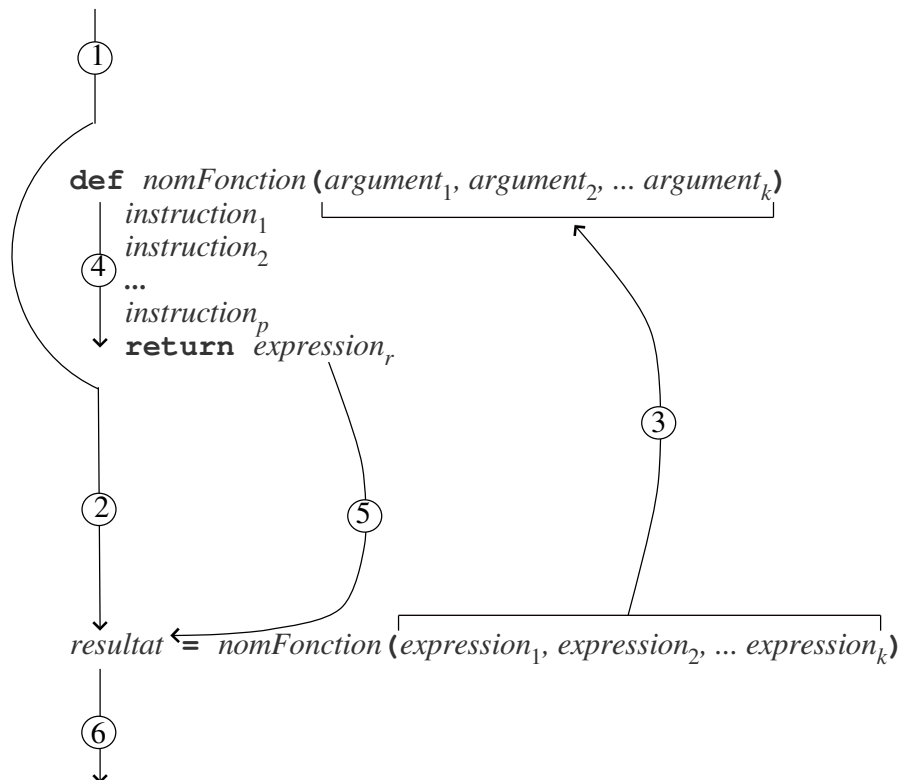 1
def nomFonction(argument1, argument2, ... argumentk)
instruction1
instruction2
4
...
instructionp
return expressionr
3
2
5
resultat = nomFonction(expression1, expression2, ... expressionk)
6